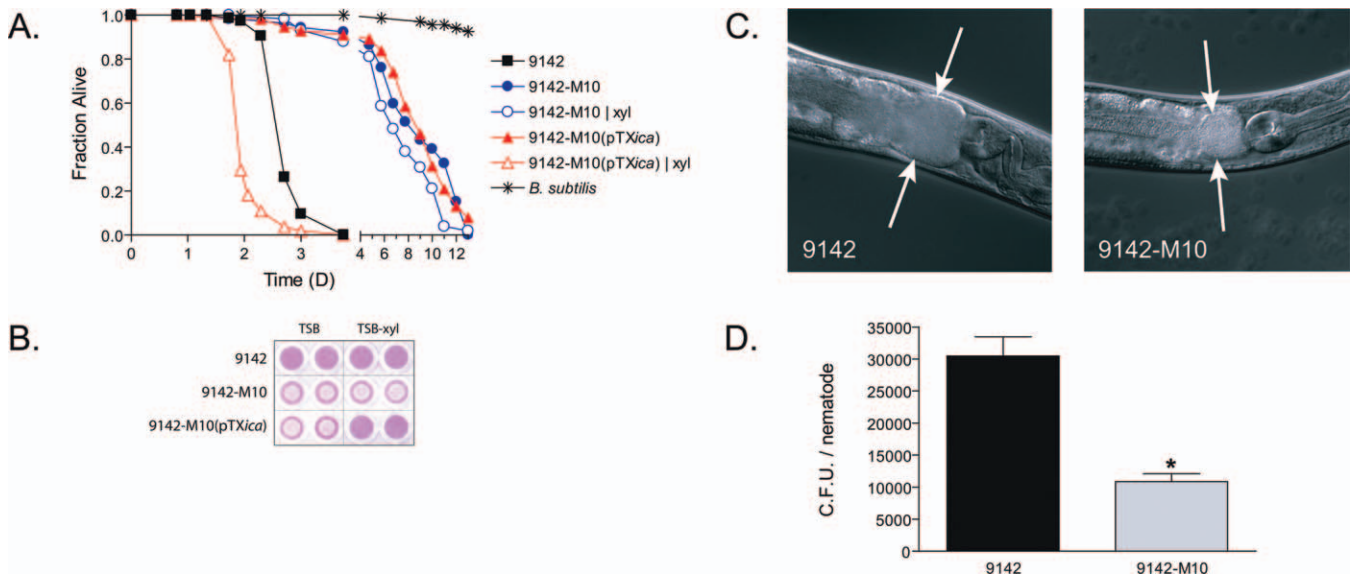 A.
Fraction Alive
1.0
0.8
0.6
0.4
0.2
0.0
0 1 2 3 4 6 8 10 12
Time (D)
9142
9142-M10
9142-M10 | xyl
9142-M10(pTXica)
9142-M10(pTXica) | xyl
B. subtilis
B.
TSB TSB-xyl
9142
9142-M10
9142-M10(pTXica)
C.
9142
9142-M10
D.
C.F.U. / nematode
35000
30000
25000
20000
15000
10000
5000
0
*
9142 9142-M10